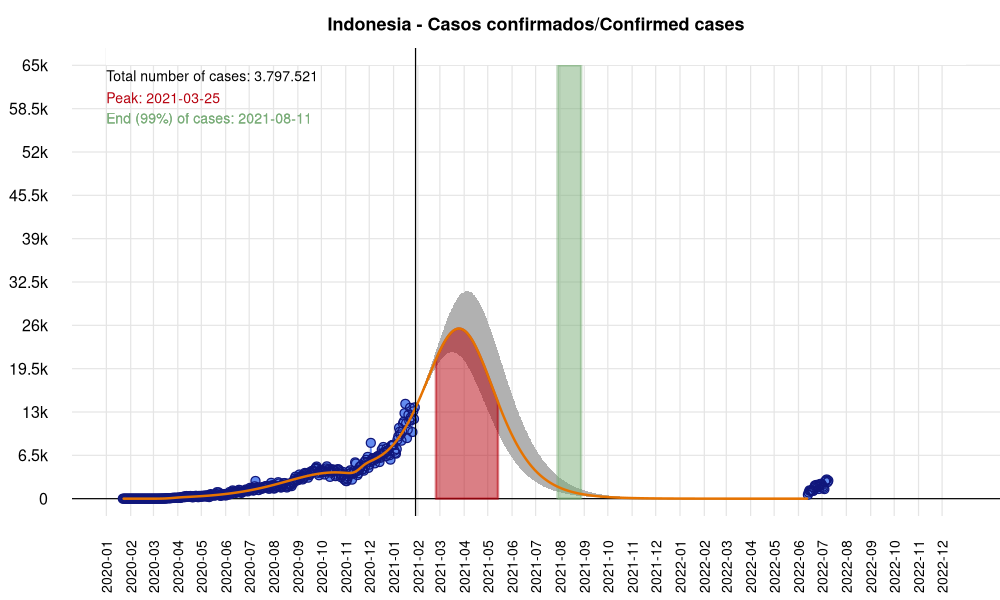 Indonesia - Casos confirmados/Confirmed cases
Total number of cases: 3.797.521
Peak: 2021-03-25
End (99%) of cases: 2021-08-11
65k
58.5k
52k
45.5k
39k
32.5k
26k
19.5k
13k
6.5k
0
2020-01
2020-02
2020-03
2020-04
2020-05
2020-06
2020-07
2020-08
2020-09
2020-10
2020-11
2020-12
2021-01
2021-02
2021-03
2021-04
2021-05
2021-06
2021-07
2021-08
2021-09
2021-10
2021-11
2021-12
2022-01
2022-02
2022-03
2022-04
2022-05
2022-06
2022-07
2022-08
2022-09
2022-10
2022-11
2022-12